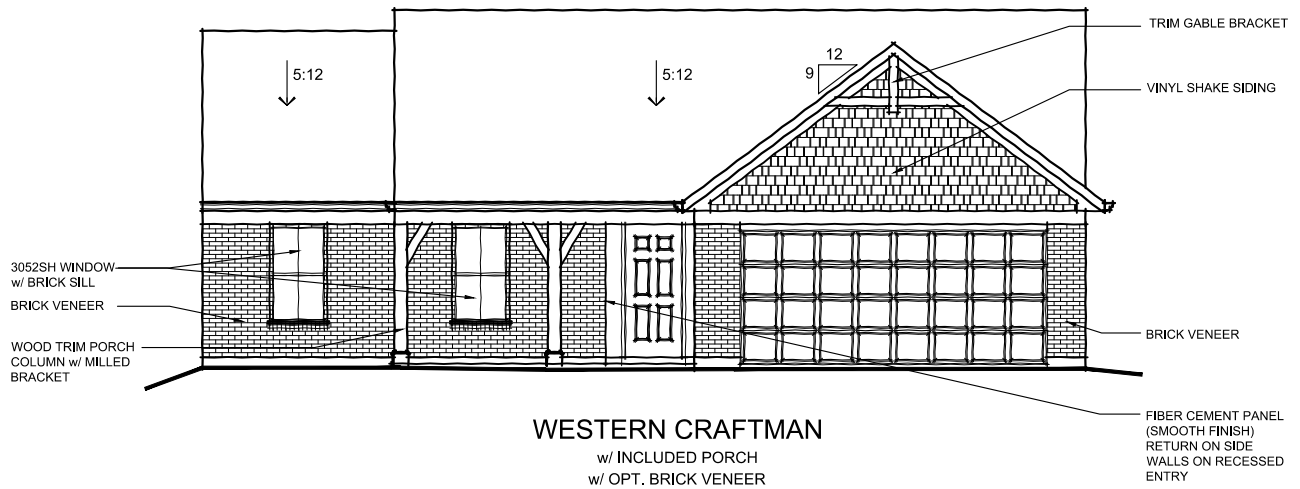 TRIM GABLE BRACKET
12
9
5:12
5:12
VINYL SHAKE SIDING
3052SH WINDOW
w/ BRICK SILL
BRICK VENEER
WOOD TRIM PORCH
COLUMN w/ MILLED
BRACKET
BRICK VENEER
FIBER CEMENT PANEL
(SMOOTH FINISH)
RETURN ON SIDE
WALLS ON RECESSED
ENTRY
WESTERN CRAFTMAN
w/ INCLUDED PORCH
w/ OPT. BRICK VENEER